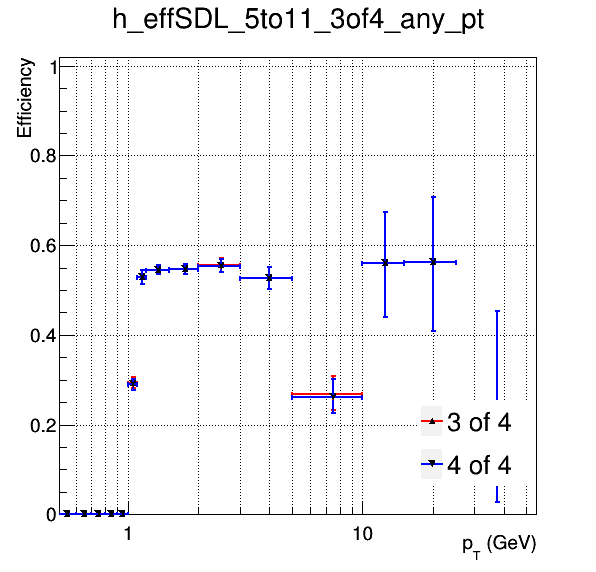 h_effSDL_5to11_3of4_any_pt
Efficiency
1
0.8
0.6
0.4
0.2
0
3 of 4
4 of 4
1
10
p_T (GeV)